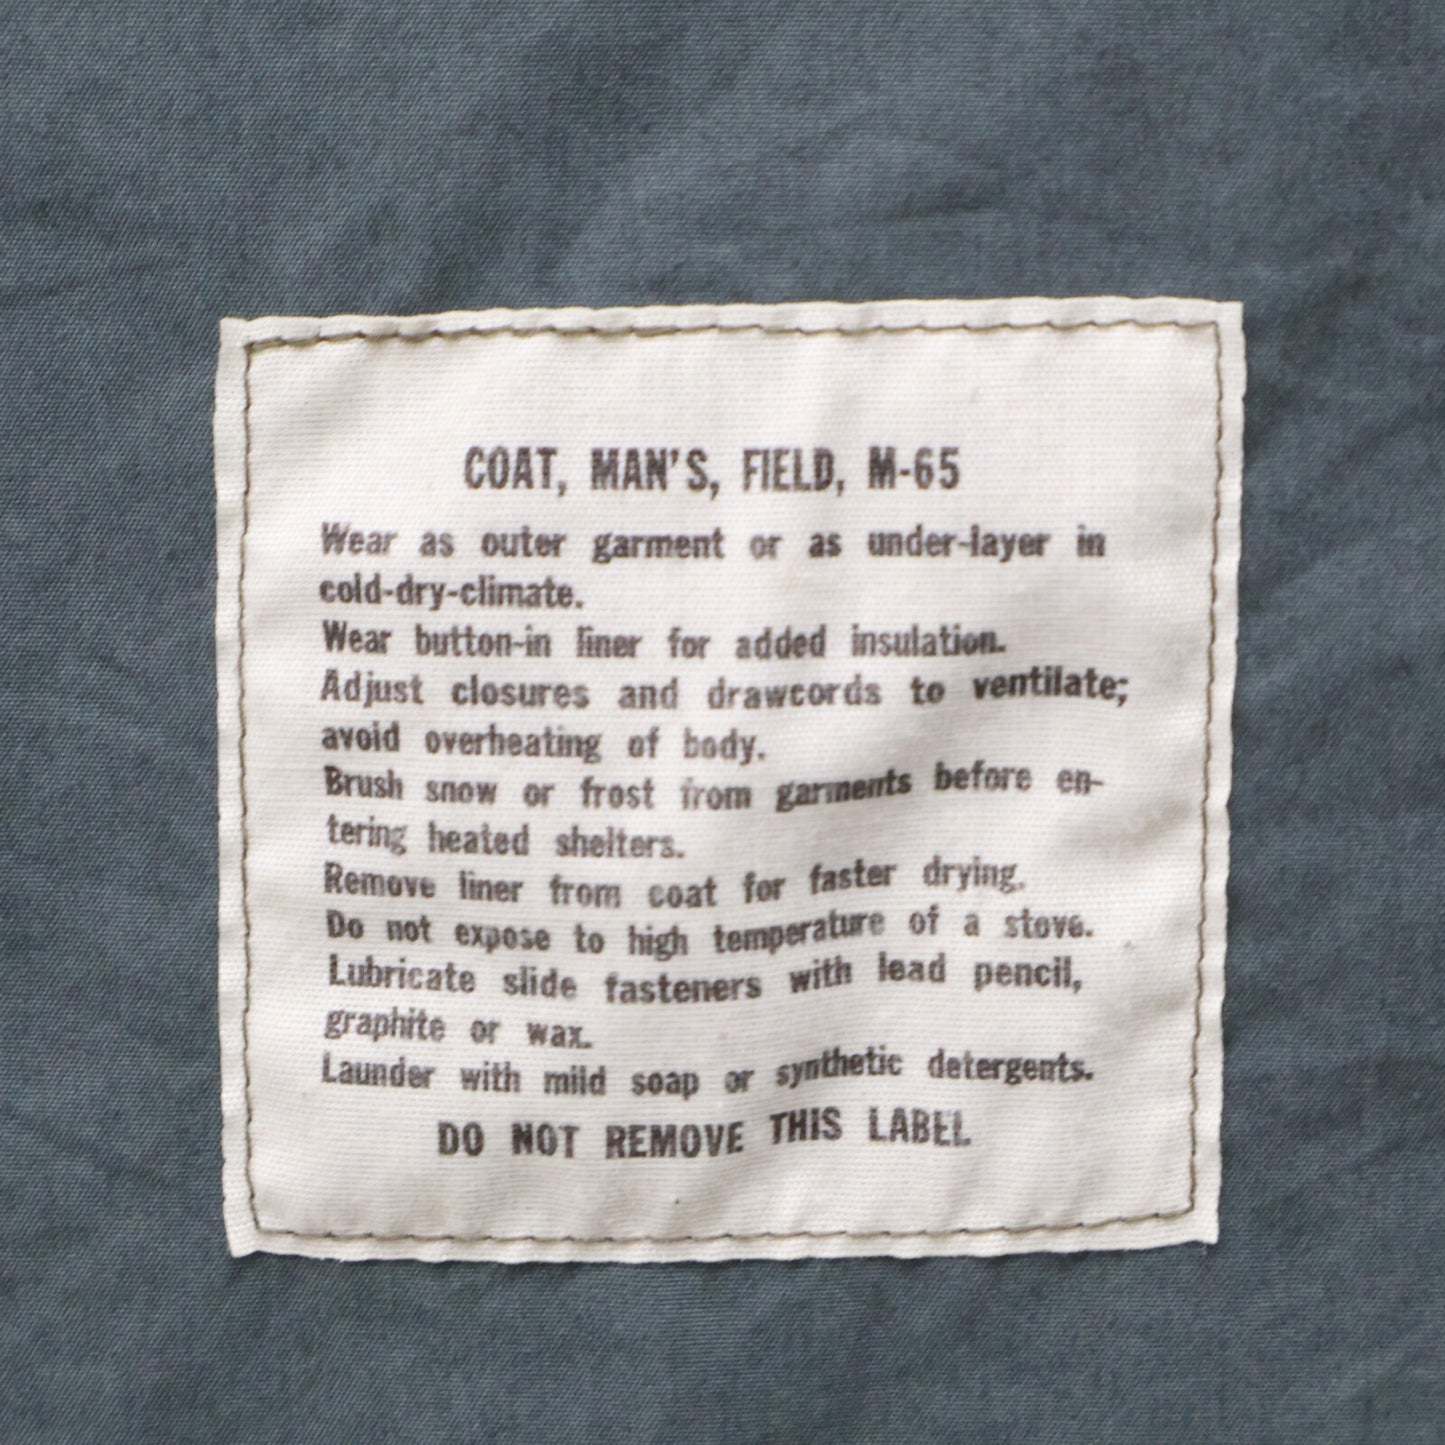 COAT, MAN'S, FIELD, M-65
Wear as outer garment or as under-layer in
cold-dry-climate.
Wear button-in liner for added insulation.
Adjust closures and drawcords to ventilate;
avoid overheating of body.
Brush snow or frost from garments before en-
tering heated shelters.
Remove liner from coat for faster drying.
Do not expose to high temperature of a stove.
Lubricate slide fasteners with lead pencil,
graphite or wax.
Launder with mild soap or synthetic detergents.
DO NOT REMOVE THIS LABEL